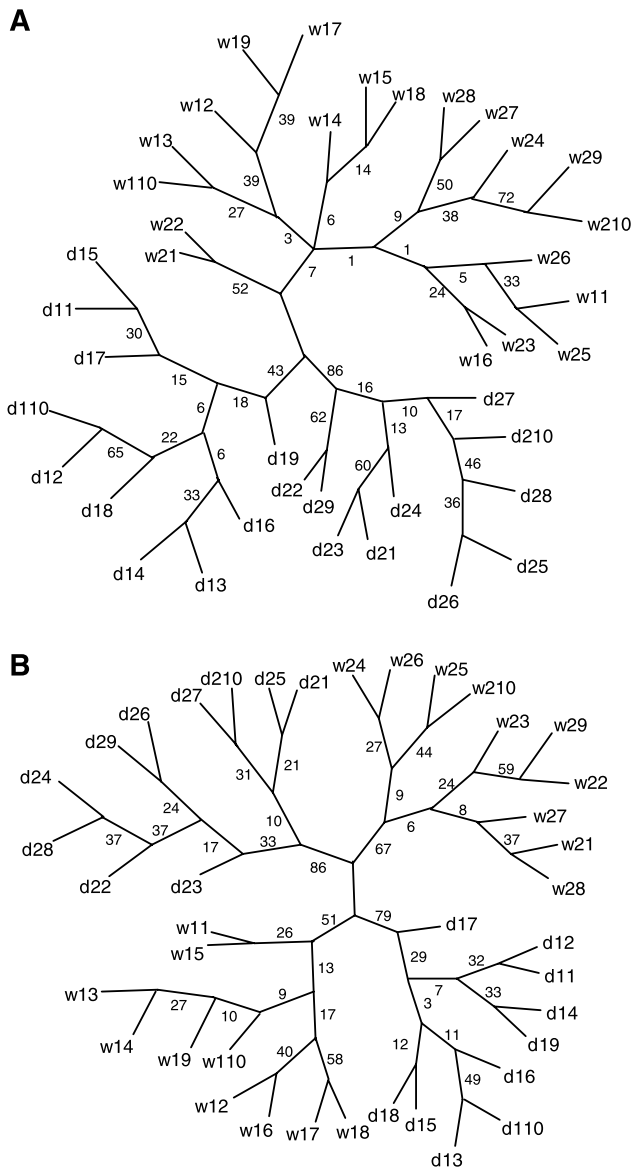 A
w17
w19
w15
w18
w28
w12
w14
w27
39
w13
w24
w29
14
w110
39
50
72
27
6
9
38
w210
w22
3
w26
d15
w21
7
1
1
5
33
w11
52
24
d11
w23
30
w16
w25
d17
43
86
15
18
16
10
d27
d110
6
62
13
17
22
d210
65
6
d19
60
46
d12
d22
36
d28
d18
33
d29
d24
d16
d23
d21
d14
d13
d25
d26
B
w24
w26
d210
d25
d21
w25
d27
w210
d26
w23
w29
d29
27
44
31
21
59
d24
24
9
24
w22
10
8
w27
37
37
17
33
6
37
w21
d28
86
67
d22
d23
w28
w11
51
79
d17
26
w15
d12
13
29
32
d11
w13
7
27
9
33
10
17
3
d14
w14
w19
w110
11
d19
40
58
12
d16
49
w12
d18
w16
w17
w18
d15
d110
d13